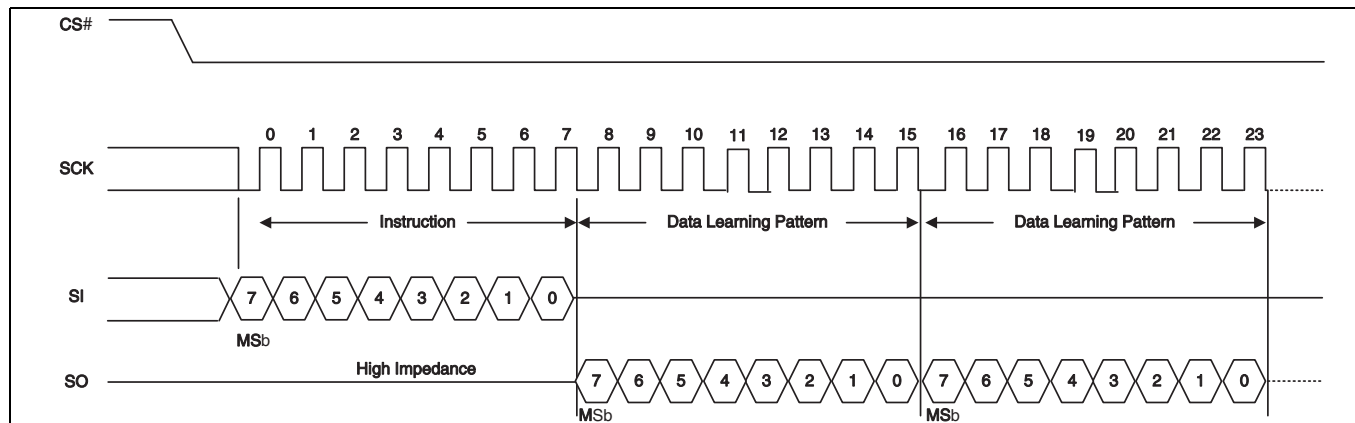 CS#
0 1 2 3 4 5 6 7 8 9 10 11 12 13 14 15 16 17 18 19 20 21 22 23
SCK
Instruction Data Learning Pattern Data Learning Pattern
SI 7 6 5 4 3 2 1 0
MSb
High Impedance
SO 7 6 5 4 3 2 1 0 7 6 5 4 3 2 1 0
MSb MSb